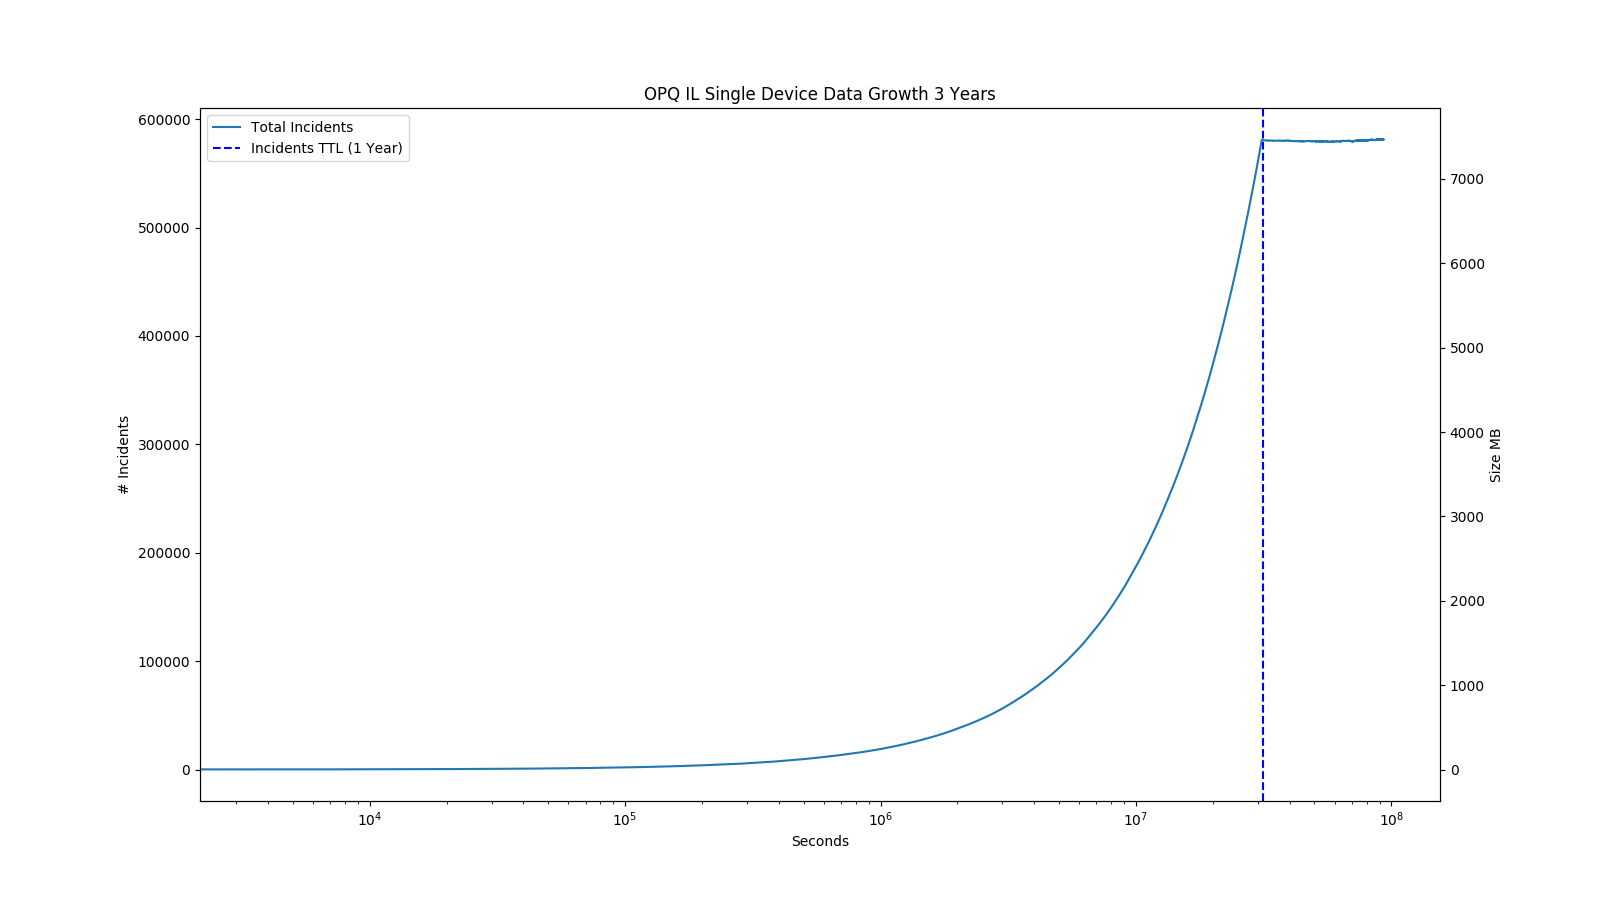 OPQ IL Single Device Data Growth 3 Years
Total Incidents
Incidents TTL (1 Year)
# Incidents
600000
500000
400000
300000
200000
100000
0
7000
6000
5000
4000
3000
2000
1000
0
Size MB
10⁴ 10⁵ 10⁶ 10⁷ 10⁸
Seconds